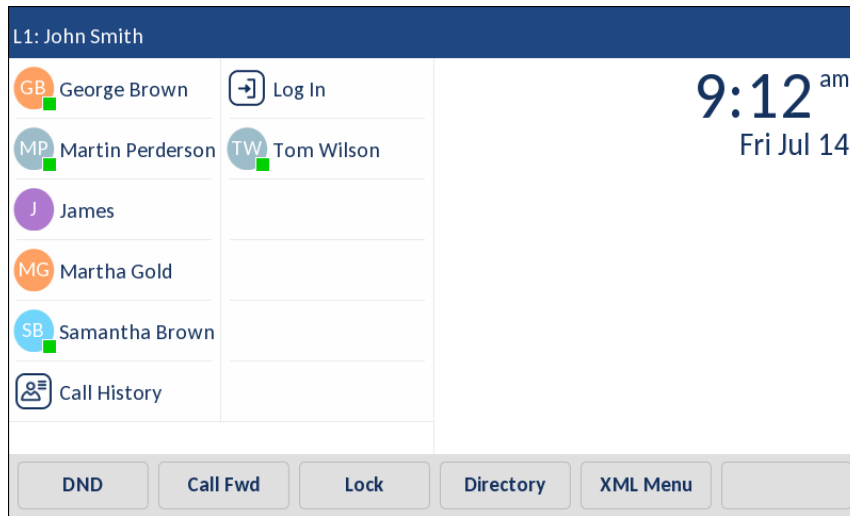 L1: John Smith
GB George Brown
MP Martin Perderson
J James
MG Martha Gold
SB Samantha Brown
Call History
Log In
TW Tom Wilson
9:12 am
Fri Jul 14
DND Call Fwd Lock Directory XML Menu